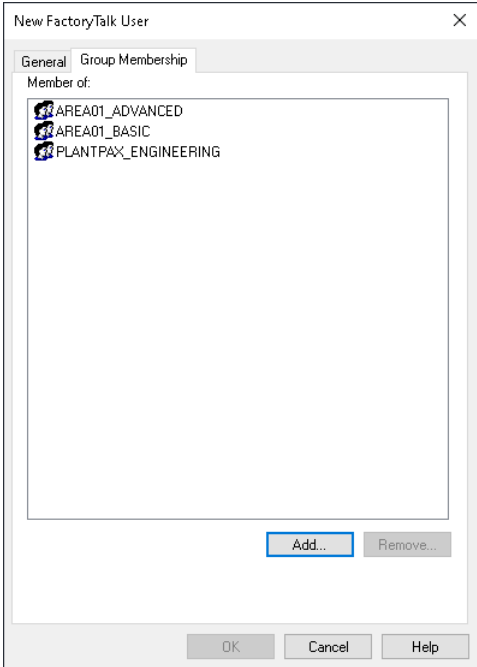 New FactoryTalk User
General Group Membership
Member of:
AREA01_ADVANCED
AREA01_BASIC
PLANTPAX_ENGINEERING
Add... Remove...
OK Cancel Help